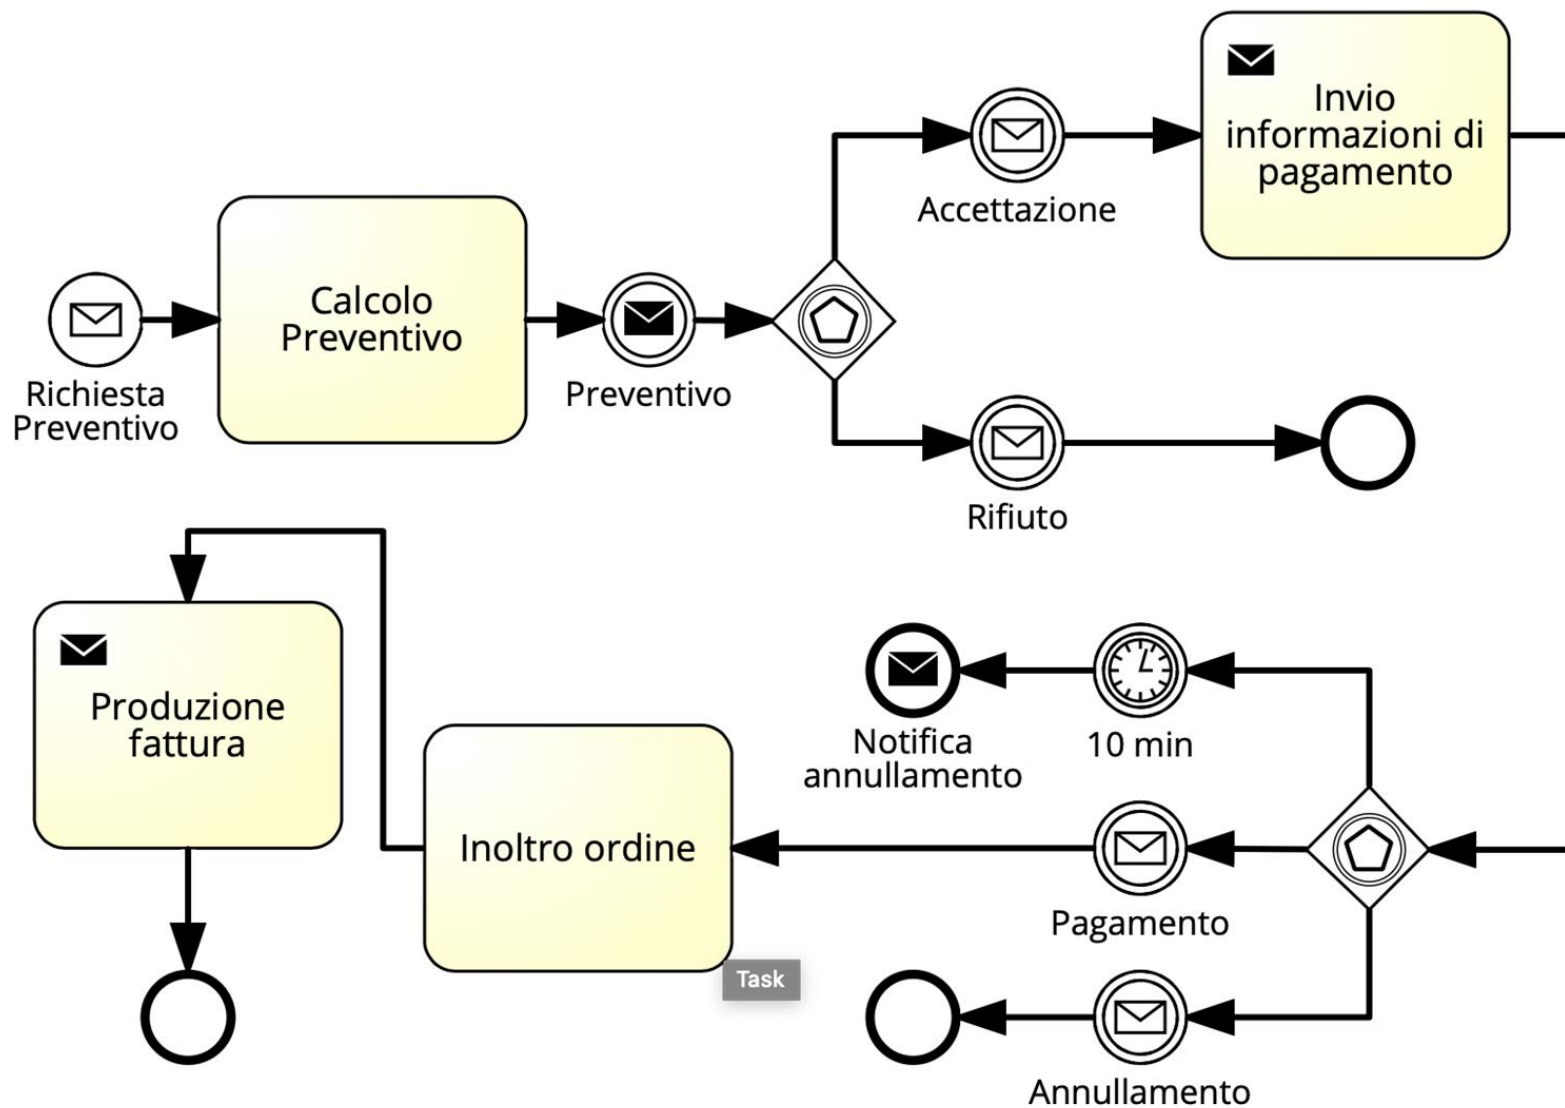 Invio
informazioni di
pagamento
Accettazione
Calcolo
Preventivo
Richiesta
Preventivo
Preventivo
Rifiuto
Produzione
fattura
Notifica
annullamento
10 min
Inoltro ordine
Pagamento
Task
Annullamento